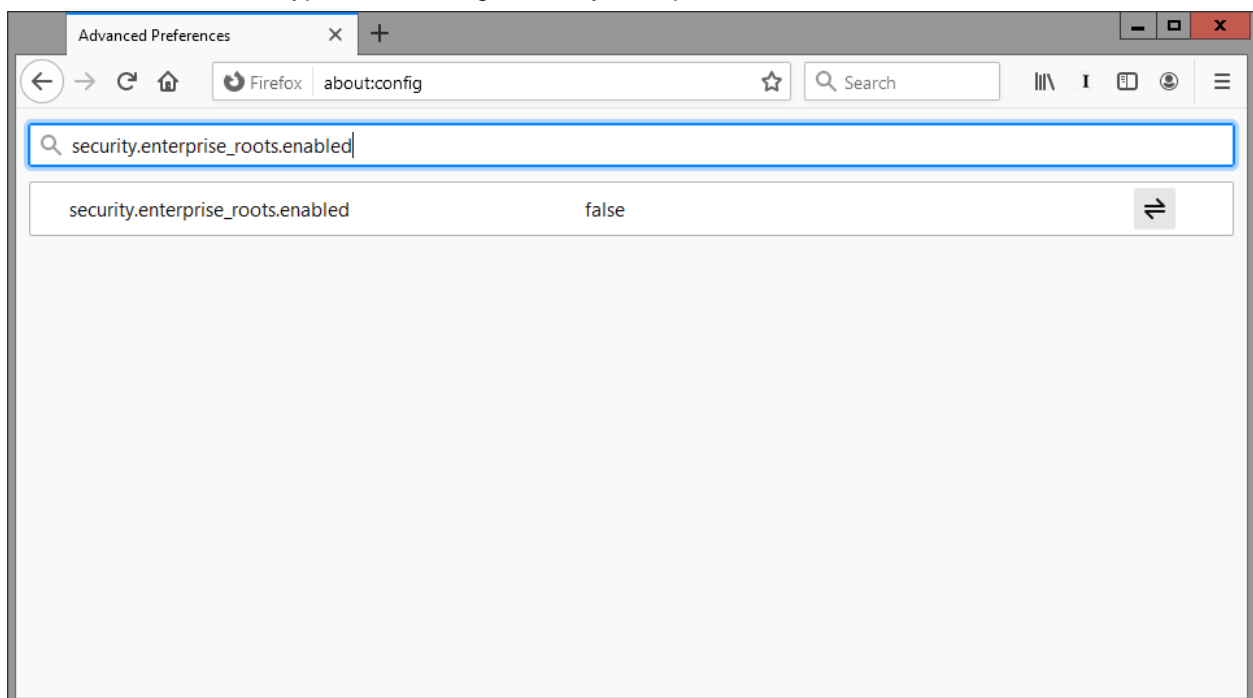 Advanced Preferences
Firefox about:config Search
security.enterprise_roots.enabled
security.enterprise_roots.enabled false